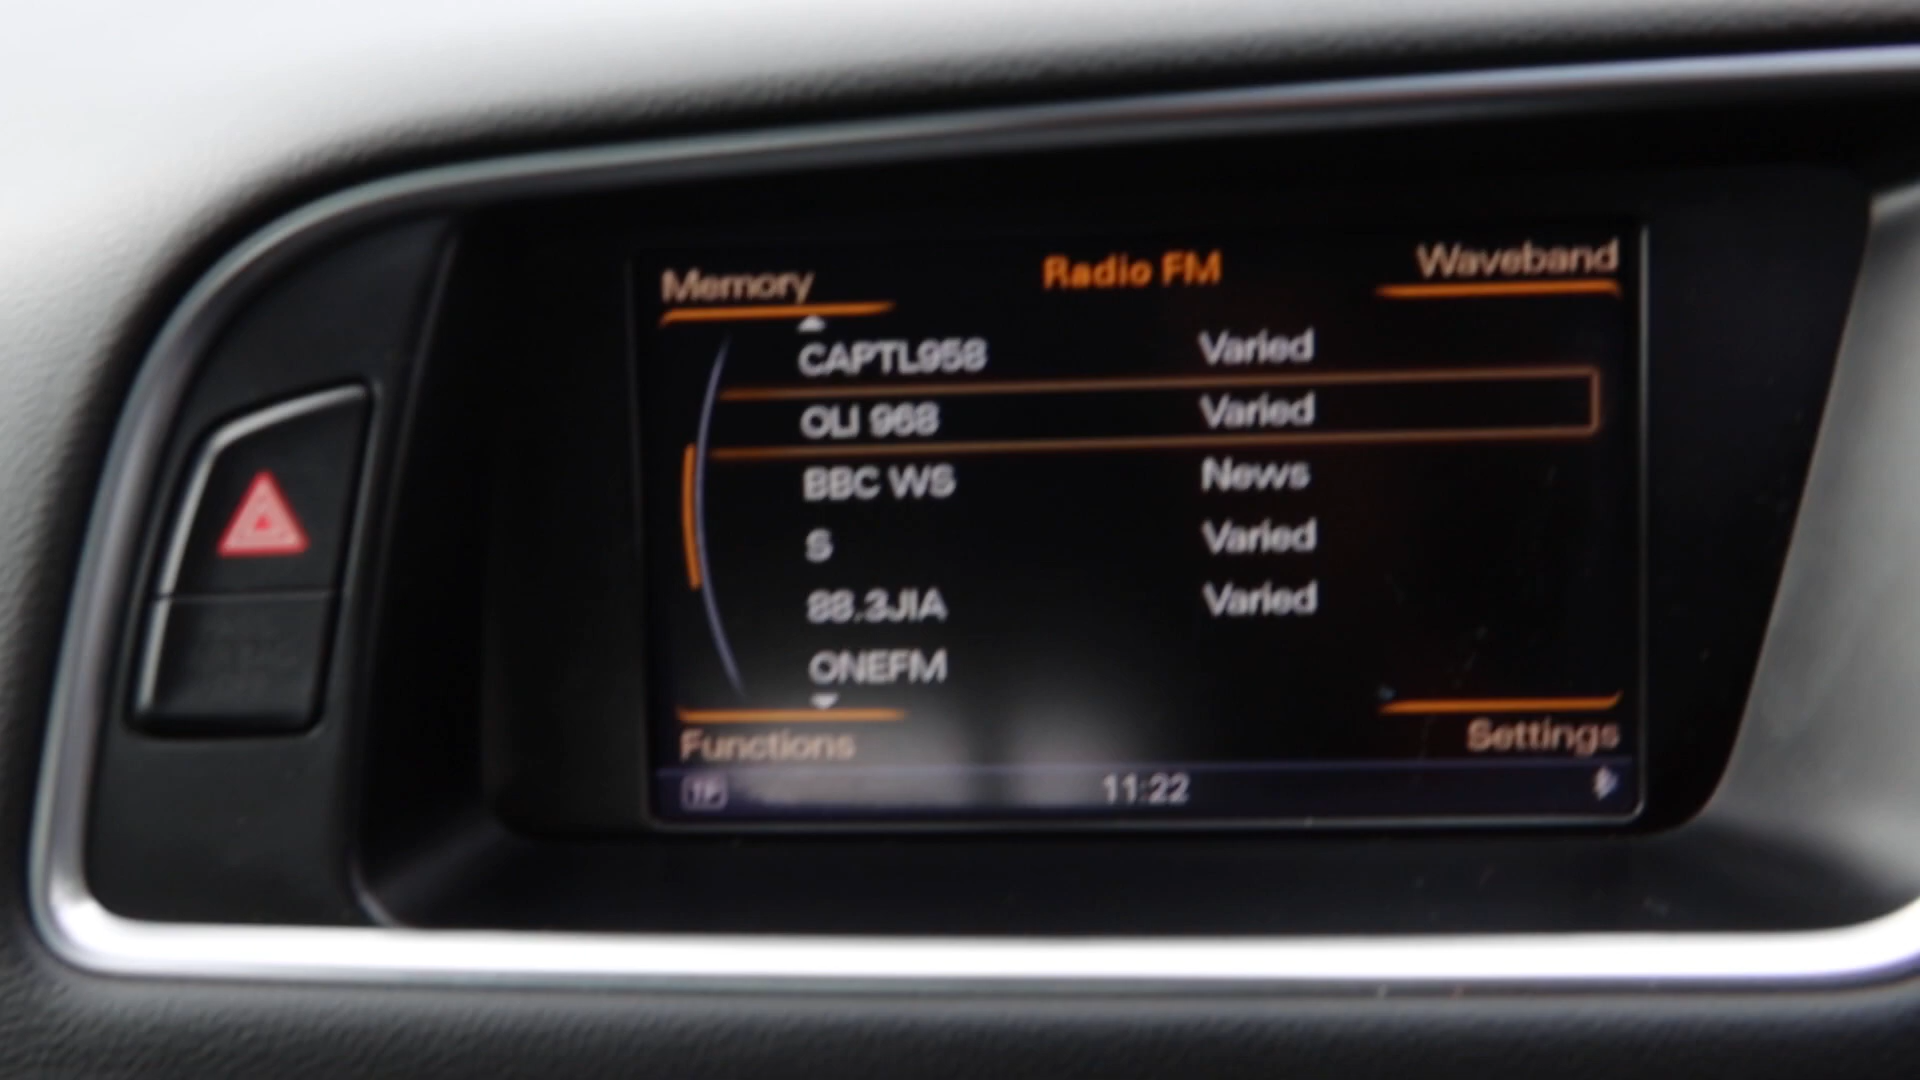 Memory Radio FM Waveband
CAPTL958 Varied
OLI 968 Varied
BBC WS News
S Varied
88.3JIA Varied
ONEFM
Functions Settings
TP 11:22